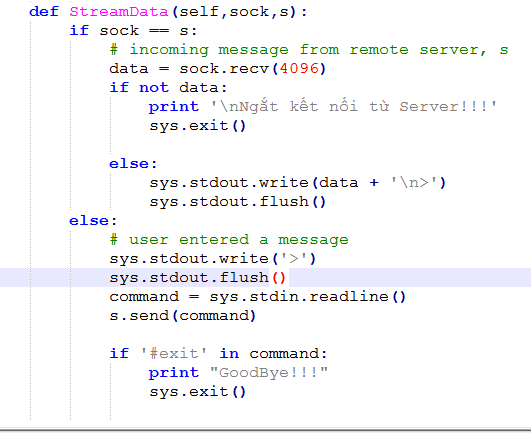 def StreamData(self,sock,s):
    if sock == s:
        # incoming message from remote server, s
        data = sock.recv(4096)
        if not data:
            print '\nNgắt kết nối từ Server!!!'
            sys.exit()

        else:
            sys.stdout.write(data + '\n>')
            sys.stdout.flush()
    else:
        # user entered a message
        sys.stdout.write('>')
        sys.stdout.flush()
        command = sys.stdin.readline()
        s.send(command)

        if '#exit' in command:
            print "GoodBye!!!"
            sys.exit()